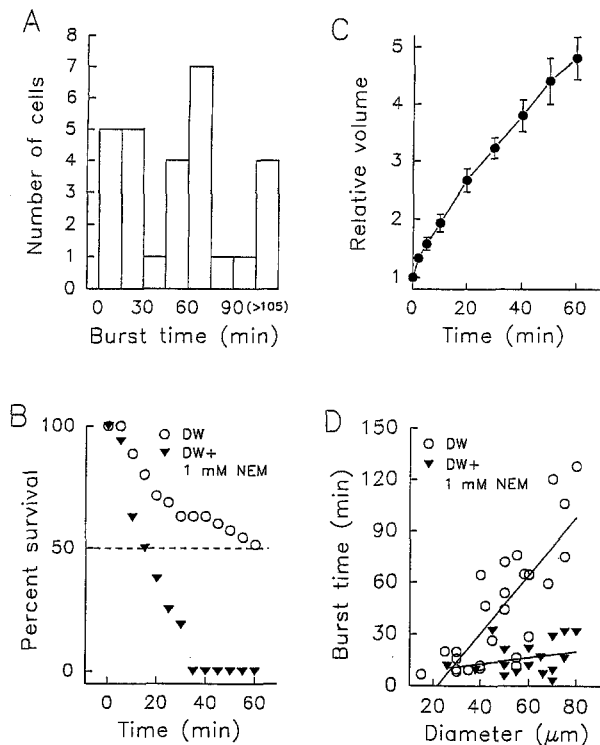 A
Number of cells
8
7
6
5
4
3
2
1
0
0 30 60 90 (>105)
Burst time (min)
C
Relative volume
5
4
3
2
1
0 20 40 60
Time (min)
B
Percent survival
100
50
0
DW
DW+
1 mM NEM
0 10 20 30 40 50 60
Time (min)
D
Burst time (min)
150
120
90
60
30
0
DW
DW+
1 mM NEM
20 40 60 80
Diameter (μm)